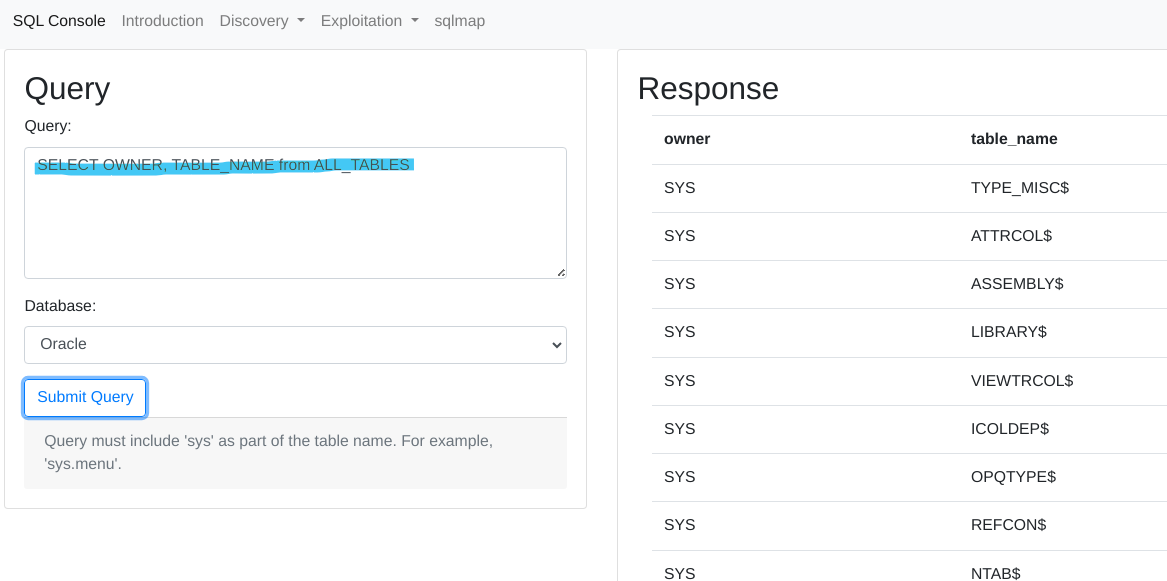 SQL Console Introduction Discovery Exploitation sqlmap
Query
Query:
SELECT OWNER, TABLE_NAME from ALL_TABLES
Database:
Oracle
Submit Query
Query must include 'sys' as part of the table name. For example,
'sys.menu'.
Response
owner table_name
SYS TYPE_MISC$
SYS ATTRCOL$
SYS ASSEMBLY$
SYS LIBRARY$
SYS VIEWTRCOL$
SYS ICOLDEP$
SYS OPQTYPE$
SYS REFCON$
SYS NTAB$